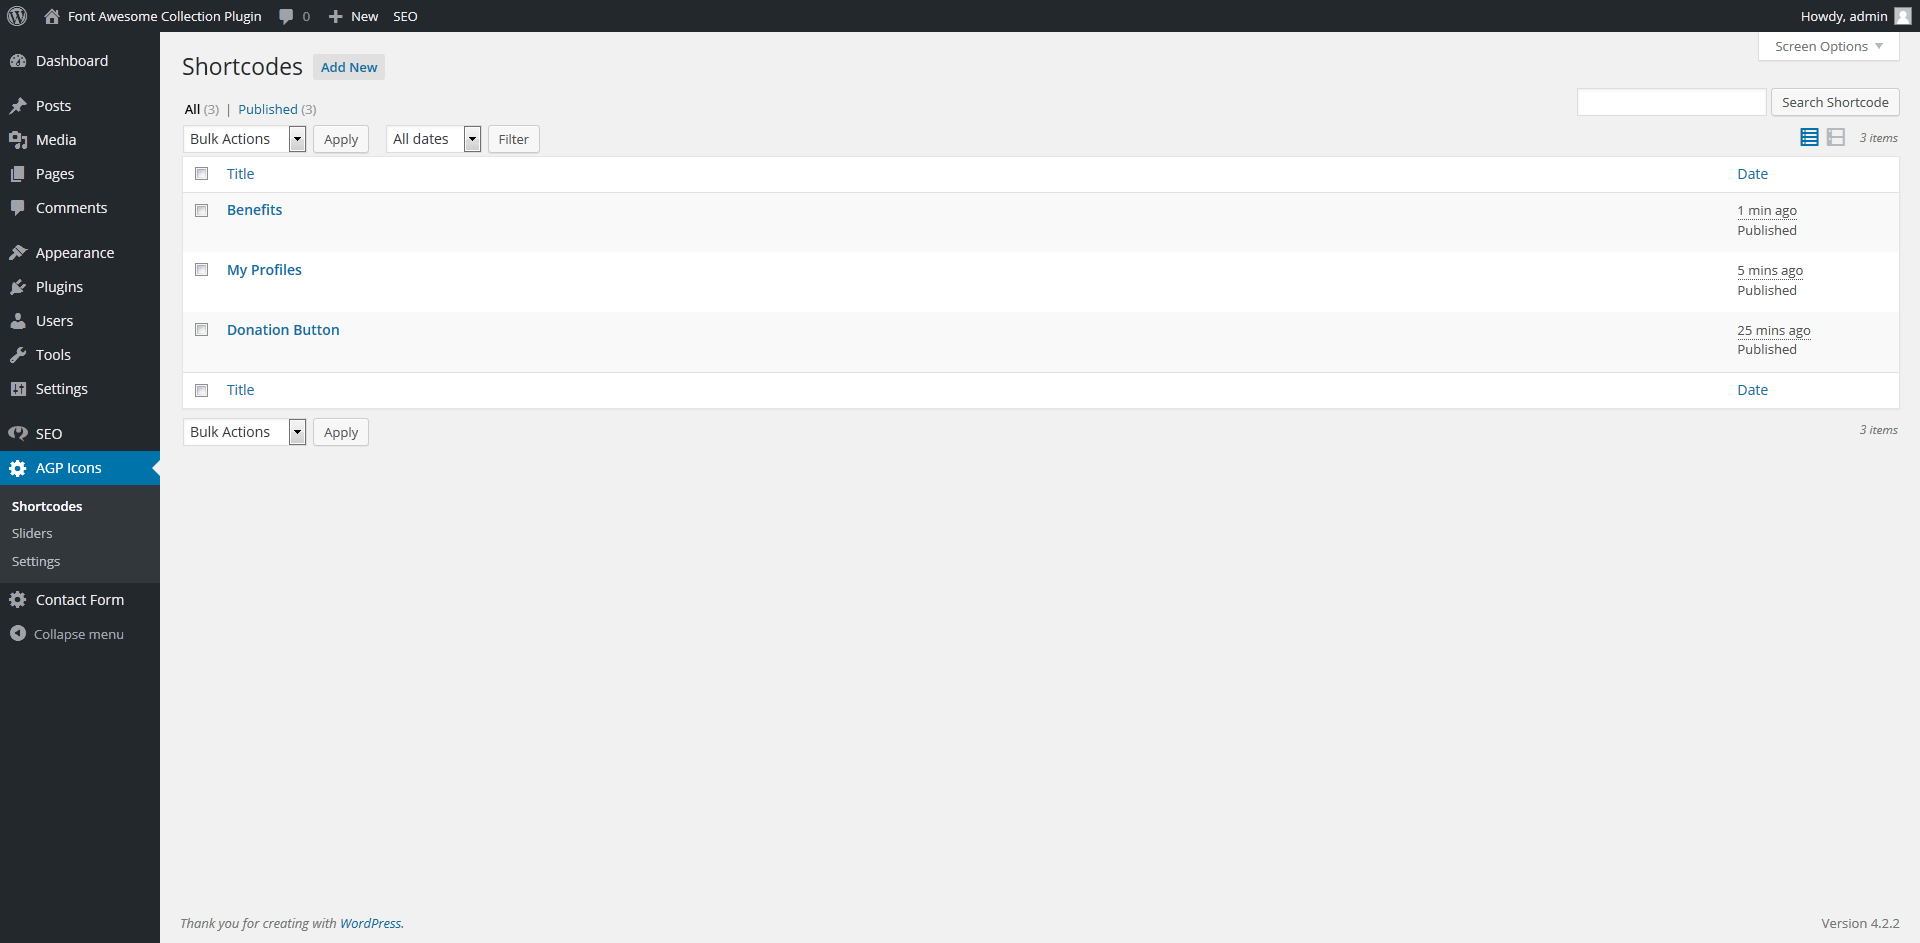 Font Awesome Collection Plugin 0 New SEO Howdy, admin
Screen Options
Dashboard
Posts
Media
Pages
Comments
Appearance
Plugins
Users
Tools
Settings
SEO
AGP Icons
Shortcodes
Sliders
Settings
Contact Form
Collapse menu
Shortcodes Add New
All (3) | Published (3)
Search Shortcode
Bulk Actions Apply All dates Filter 3 items
Title Date
Benefits 1 min ago
Published
My Profiles 5 mins ago
Published
Donation Button 25 mins ago
Published
Title Date
Bulk Actions Apply 3 items
Thank you for creating with WordPress. Version 4.2.2